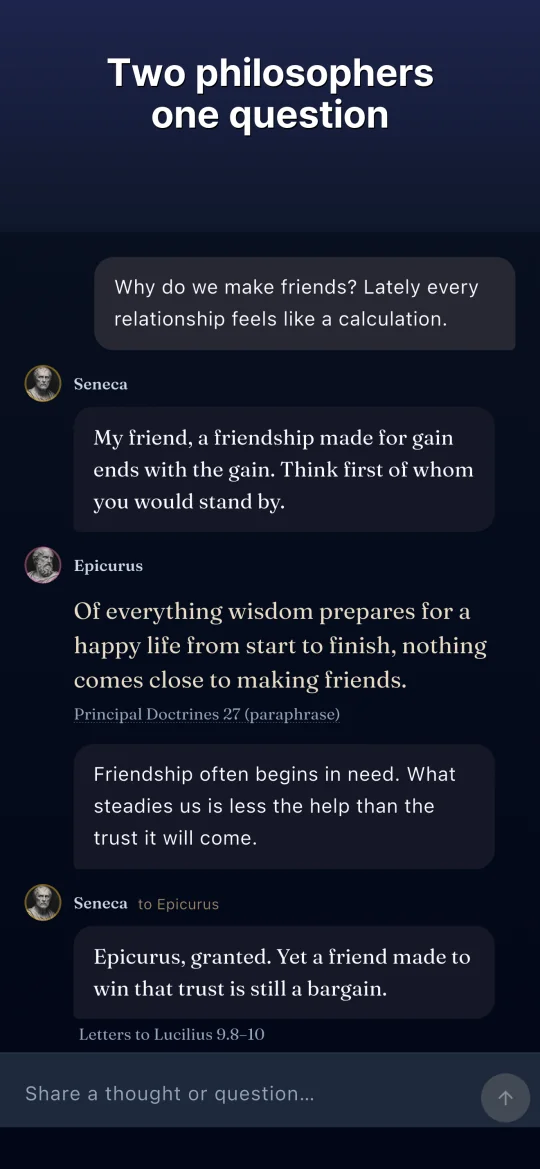 Two philosophers
one question
Why do we make friends? Lately every
relationship feels like a calculation.
Seneca
My friend, a friendship made for gain
ends with the gain. Think first of whom
you would stand by.
Epicurus
Of everything wisdom prepares for a
happy life from start to finish, nothing
comes close to making friends.
Principal Doctrines 27 (paraphrase)
Friendship often begins in need. What
steadies us is less the help than the
trust it will come.
Seneca to Epicurus
Epicurus, granted. Yet a friend made to
win that trust is still a bargain.
Letters to Lucilius 9.8–10
Share a thought or question...